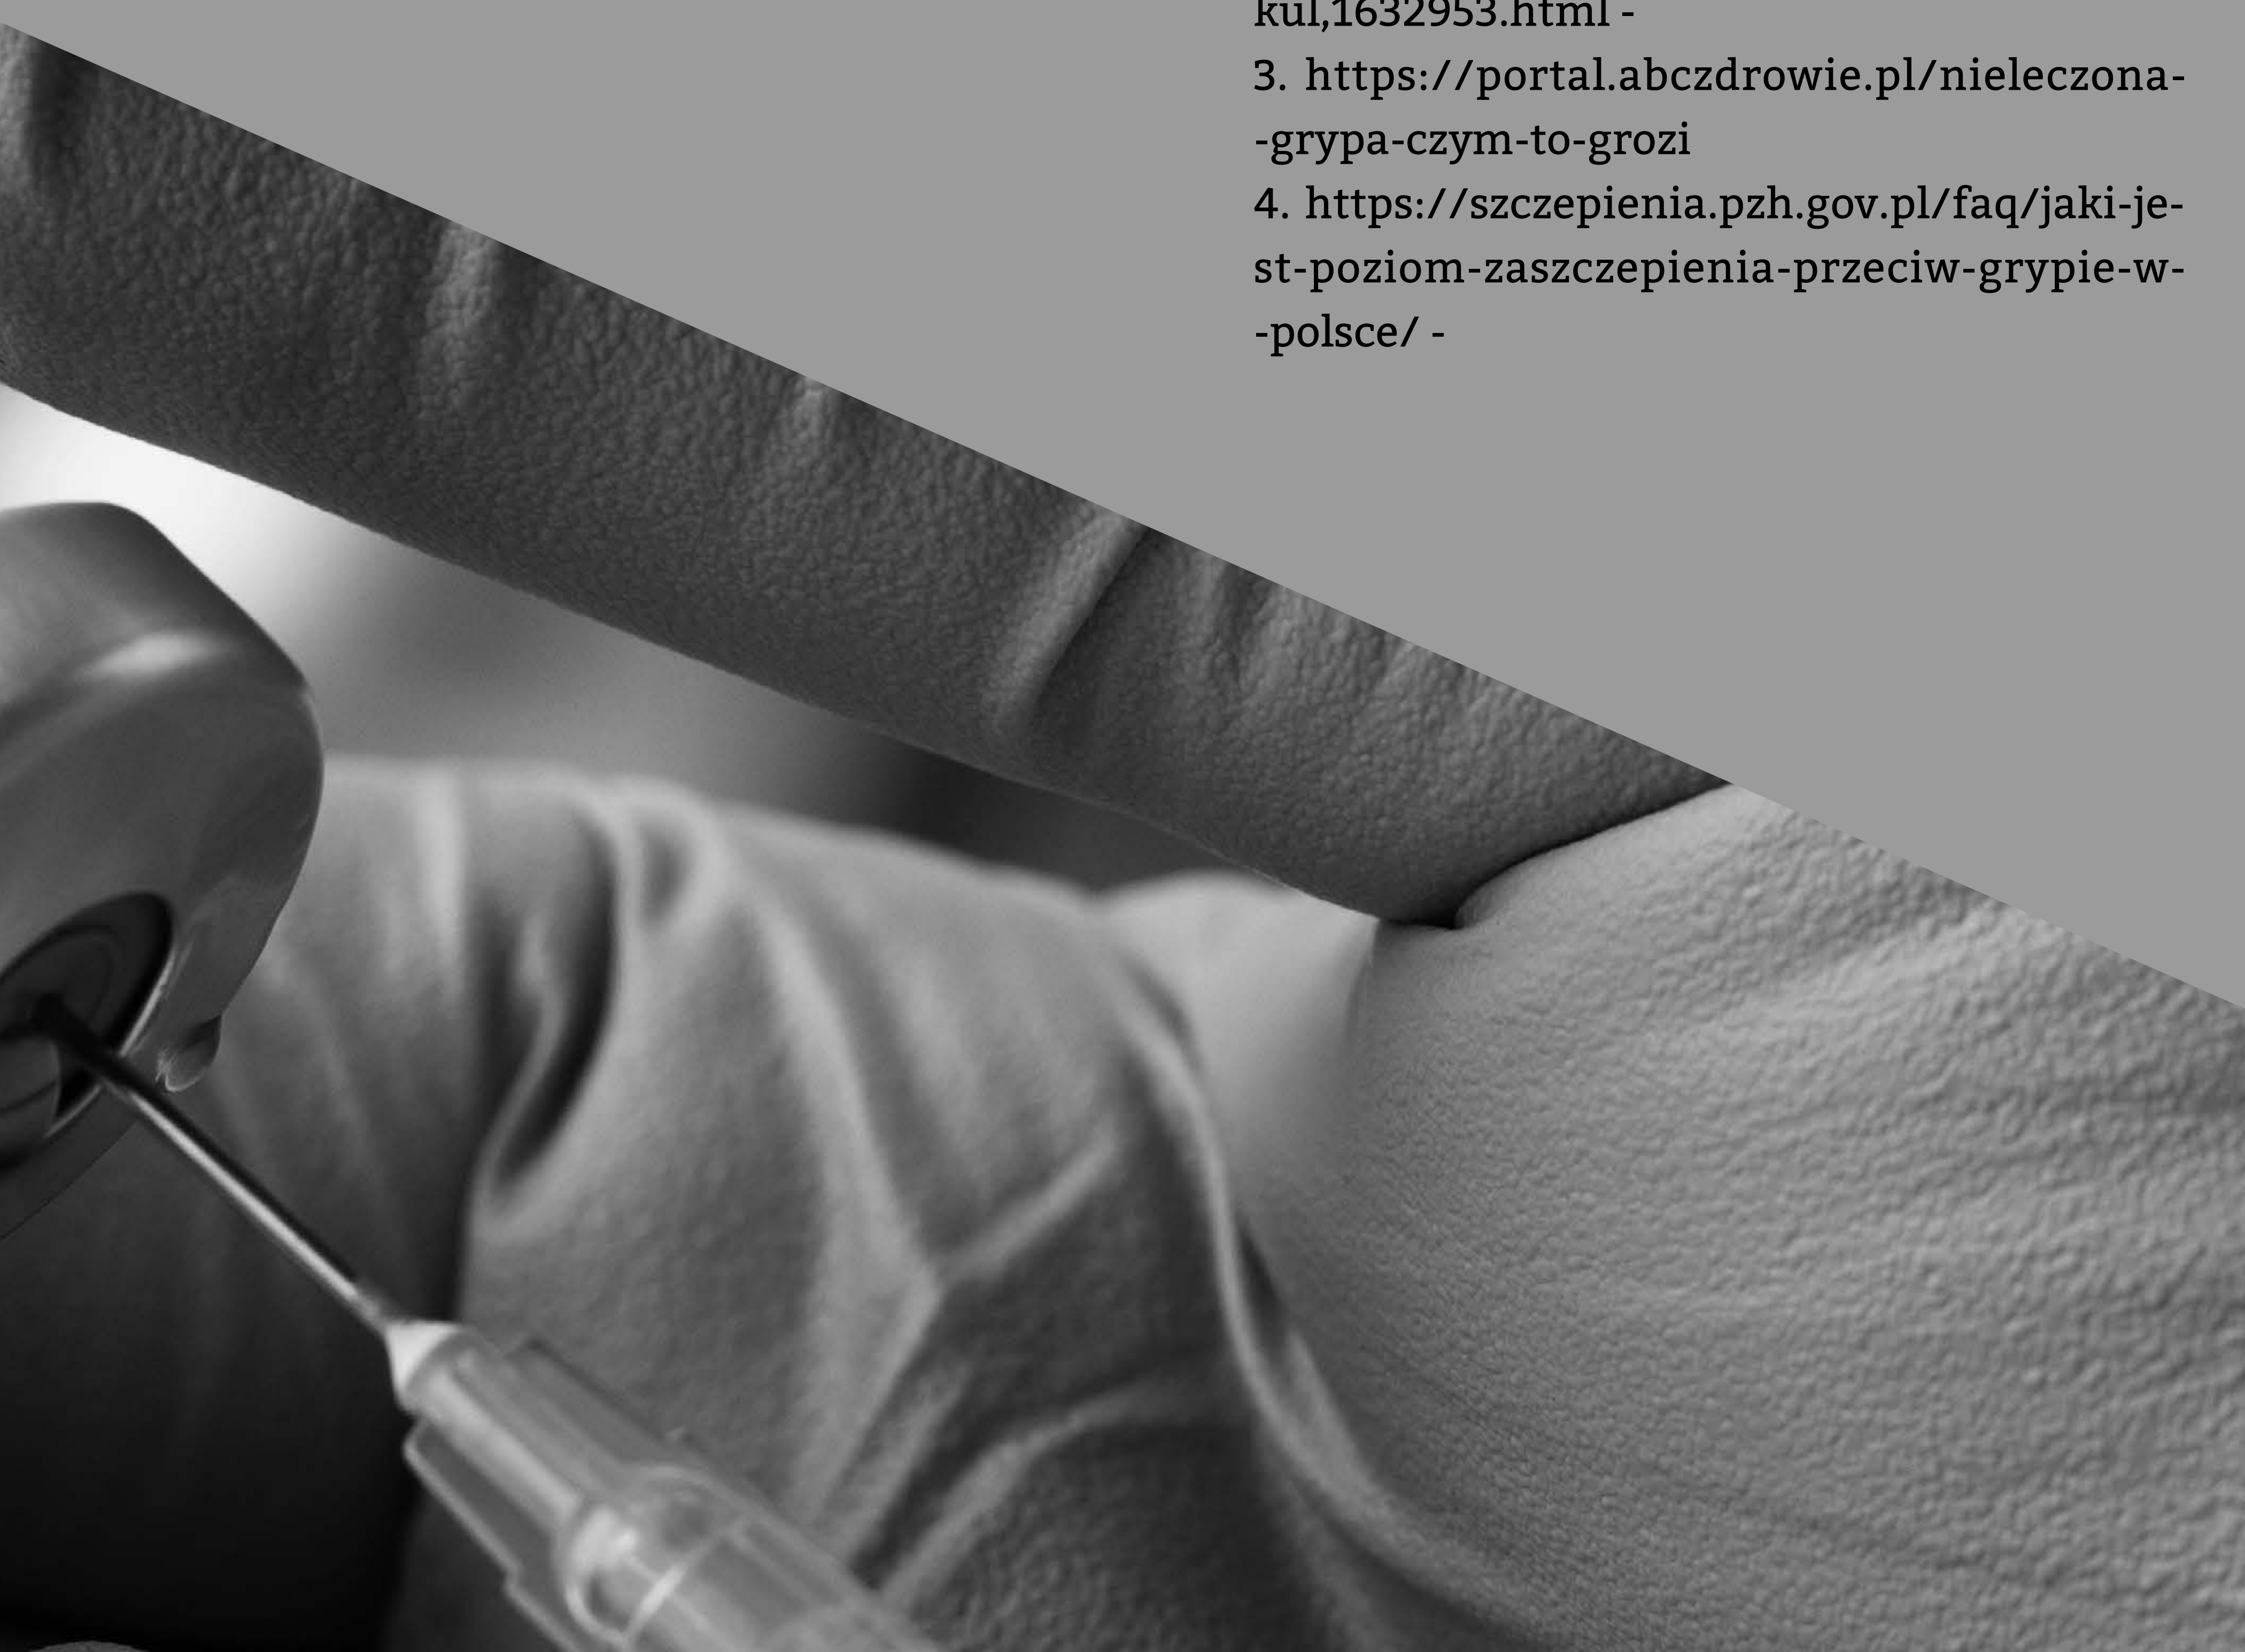 kul,1632953.html -
3. https://portal.abczdrowie.pl/nieleczona-
-grypa-czym-to-grozi
4. https://szczepienia.pzh.gov.pl/faq/jaki-je-
st-poziom-zaszczepienia-przeciw-grypie-w-
-polsce/ -